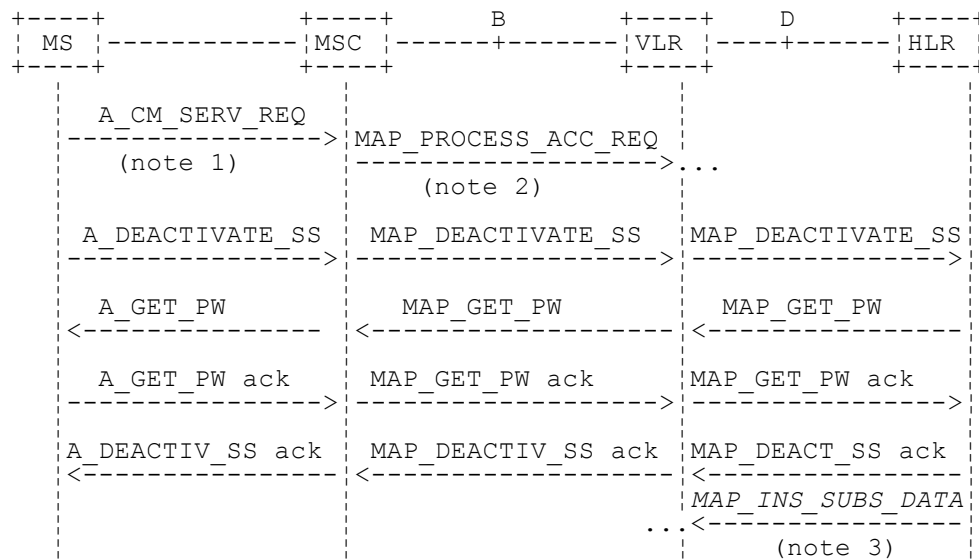 B D
MS MSC VLR HLR
A_CM_SERV_REQ
MAP_PROCESS_ACC_REQ
(note 1) ...
(note 2)
A_DEACTIVATE_SS MAP_DEACTIVATE_SS MAP_DEACTIVATE_SS
A_GET_PW MAP_GET_PW MAP_GET_PW
A_GET_PW ack MAP_GET_PW ack MAP_GET_PW ack
A_DEACTIV_SS ack MAP_DEACTIV_SS ack MAP_DEACT_SS ack
MAP_INS_SUBS_DATA
...
(note 3)